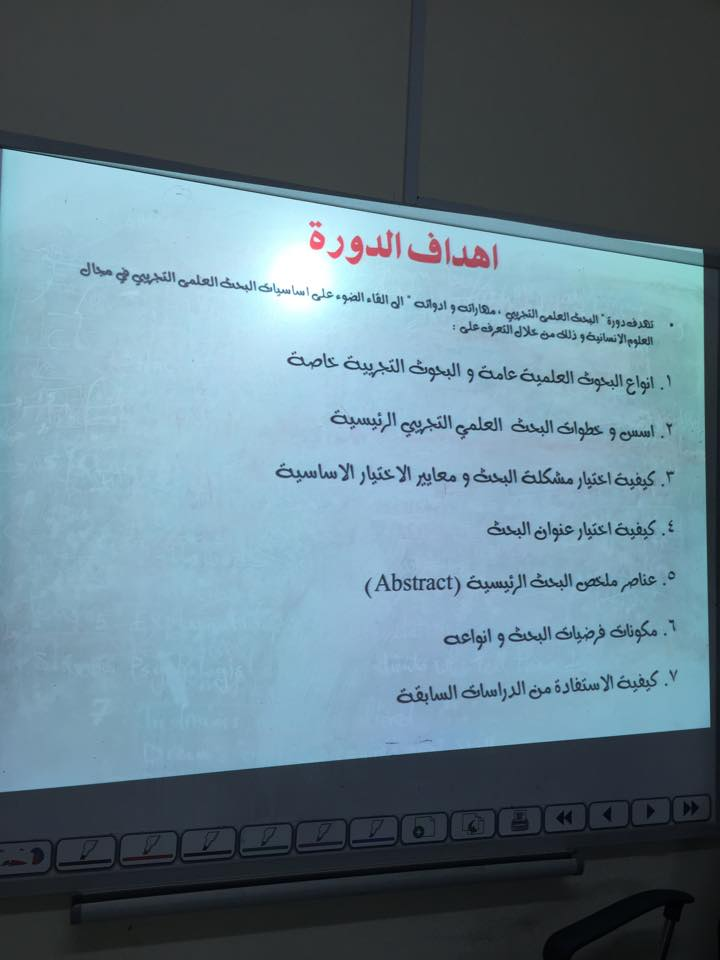 اهداف الدورة
• تهدف دورة " البحث العلمى التجريبي ، مهاراته و ادواته " الى القاء الضوء على اساسيات البحث العلمى التجريبي في مجال
العلوم الانسانية و ذلك من خلال التعرف على :
١. انواع البحوث العلمية عامة و البحوث التجريبية خاصة
٢. اسس و خطوات البحث العلمي التجريبي الرئيسية
٣. كيفية اختيار مشكلة البحث و معايير الاختيار الاساسية
٤. كيفية اختيار عنوان البحث
٥. عناصر ملخص البحث الرئيسية (Abstract)
٦. مكونات فرضيات البحث و انواعه
٧. كيفية الاستفادة من الدراسات السابقة